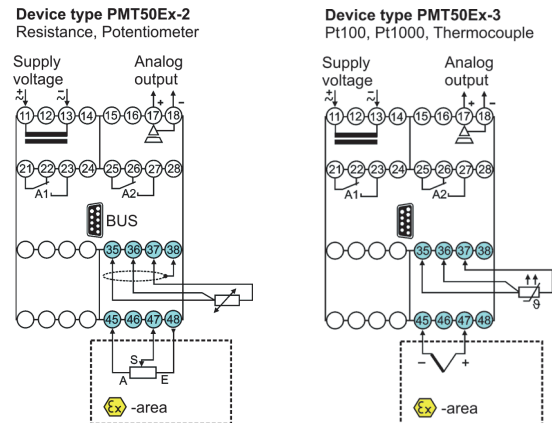 Device type PMT50Ex-2
Resistance, Potentiometer
Supply voltage
Analog output
≂+ ≂− + −
11 12 13 14 15 16 17 18
21 22 23 24 25 26 27 28
A1 A2
BUS
35 36 37 38
45 46 47 48
S
A E
Ex -area
Device type PMT50Ex-3
Pt100, Pt1000, Thermocouple
Supply voltage
Analog output
≂+ ≂− + −
11 12 13 14 15 16 17 18
21 22 23 24 25 26 27 28
A1 A2
35 36 37 38
ϑ
45 46 47 48
− +
Ex -area